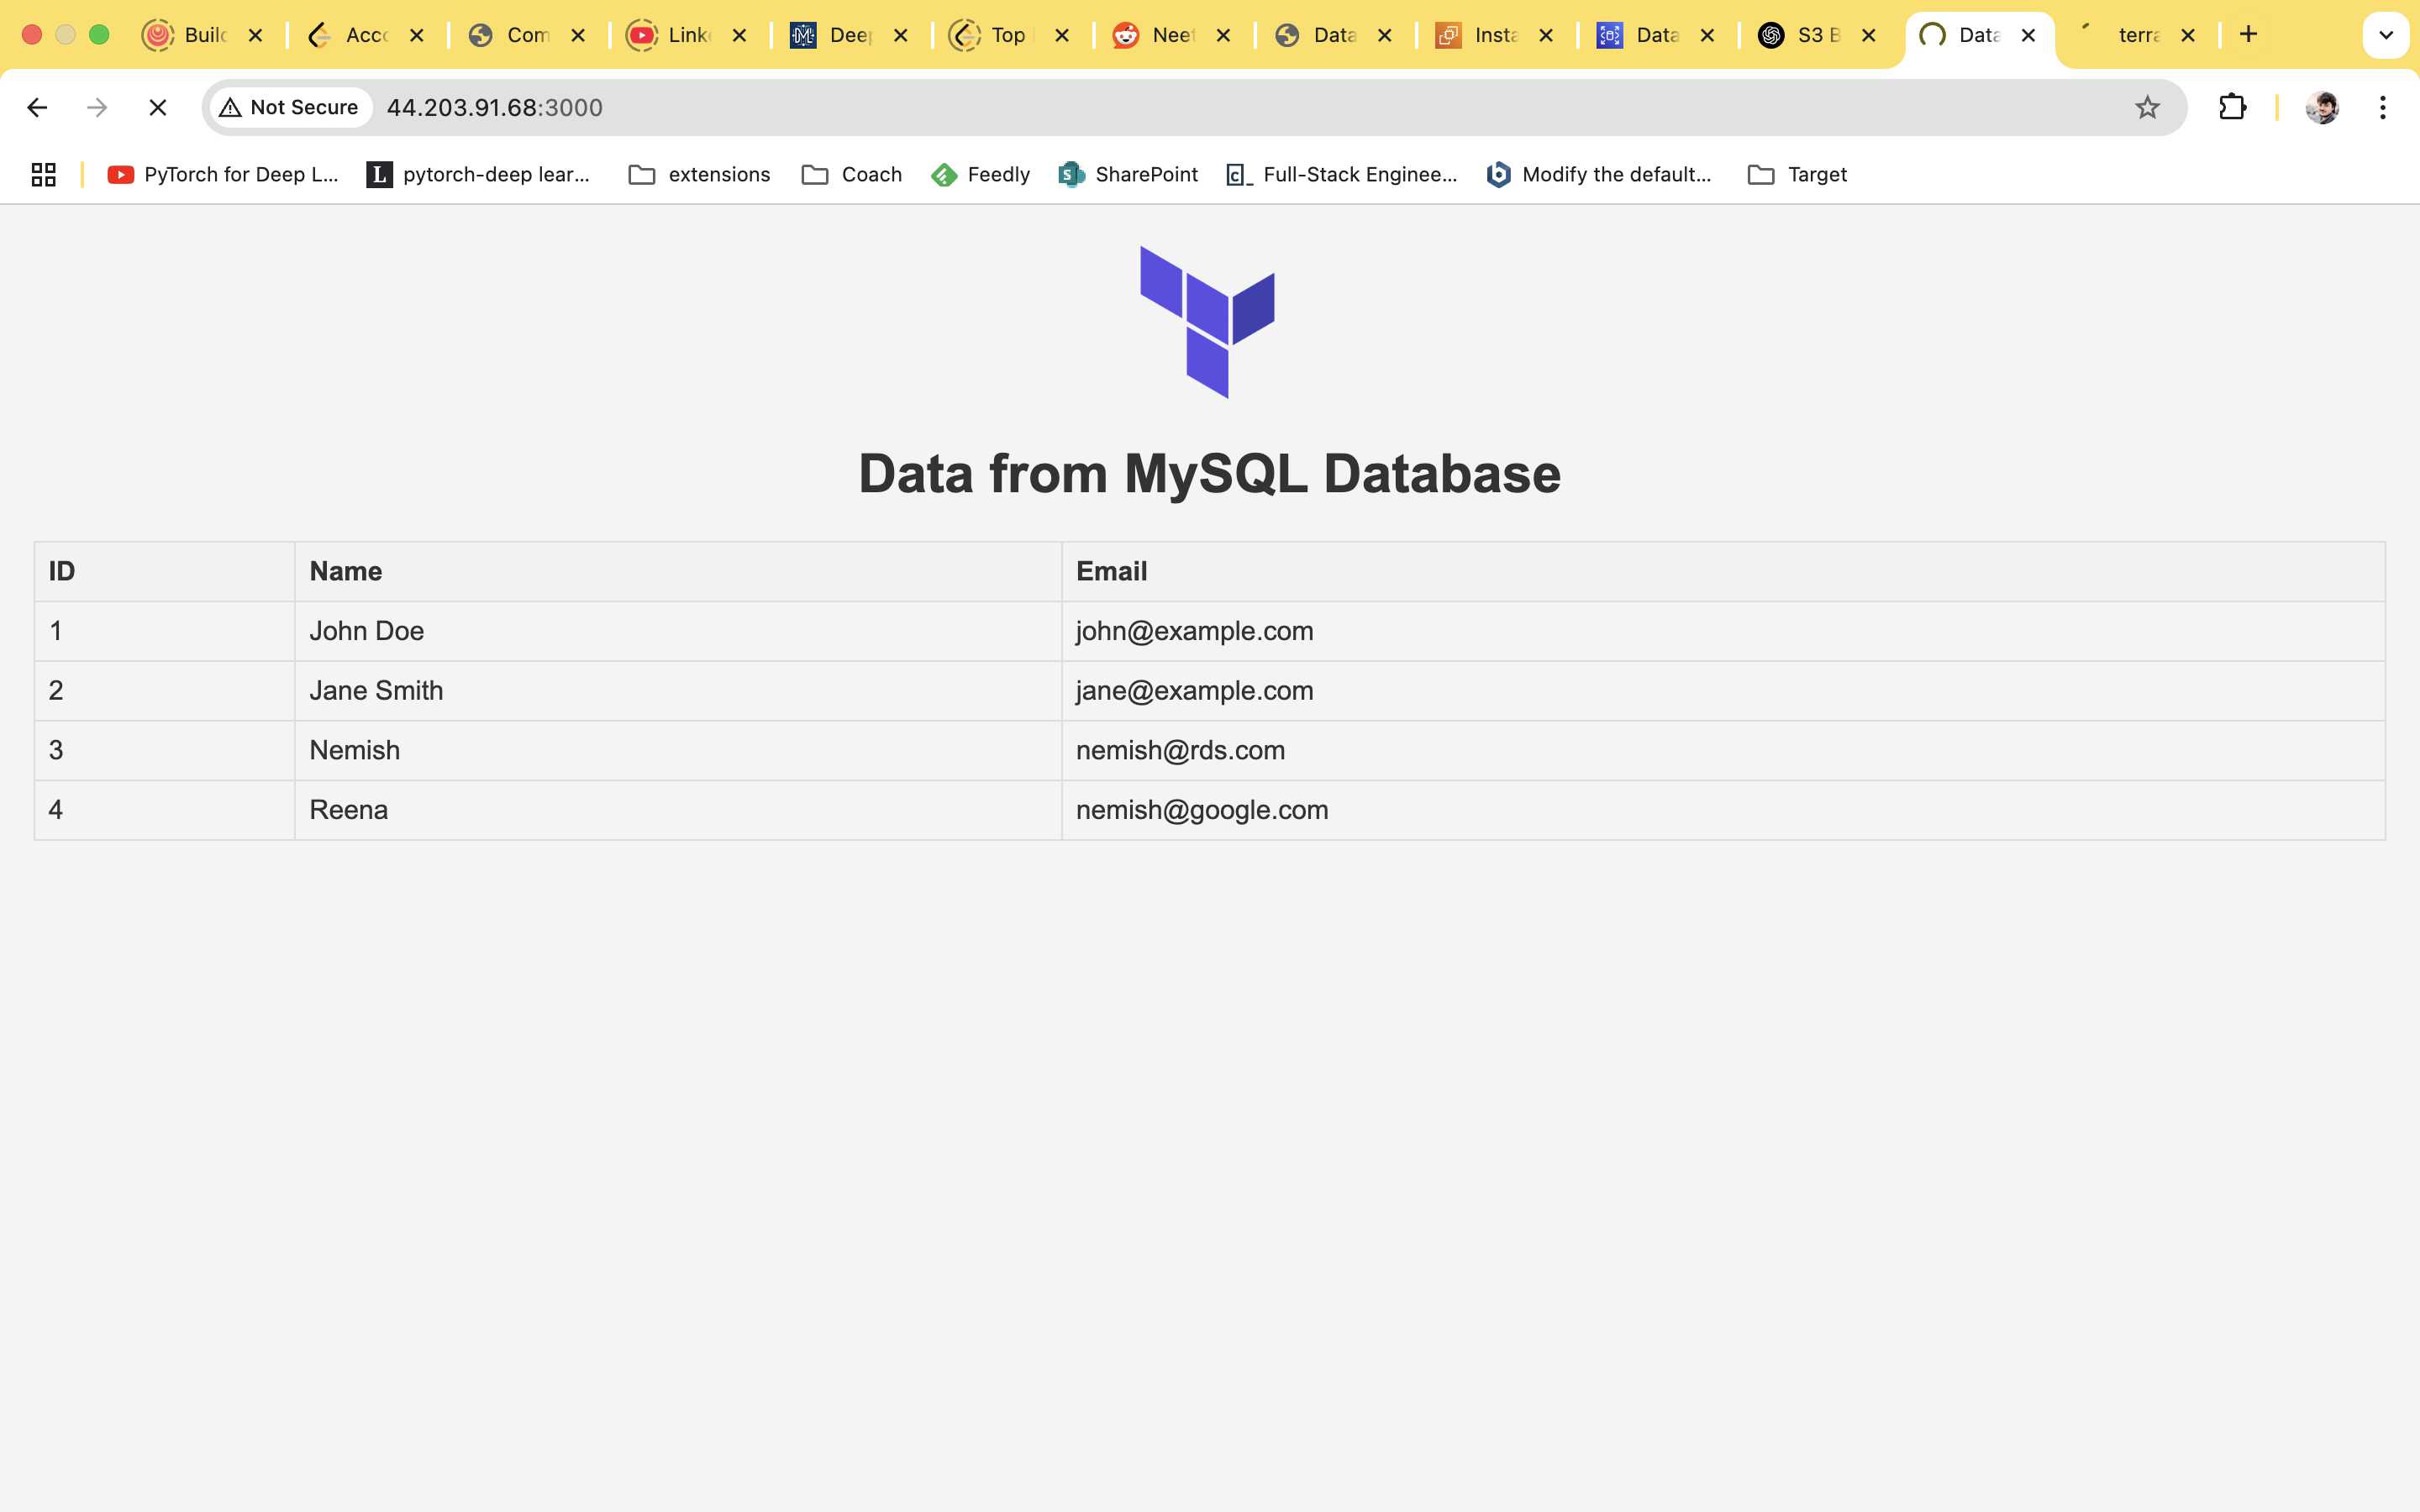 Build Acco Com Link Deep Top Neet Data Insta Data S3 B Data terra
Not Secure 44.203.91.68:3000
PyTorch for Deep L... L pytorch-deep lear... extensions Coach Feedly SharePoint Full-Stack Enginee... Modify the default... Target
Data from MySQL Database
ID Name Email
1 John Doe john@example.com
2 Jane Smith jane@example.com
3 Nemish nemish@rds.com
4 Reena nemish@google.com